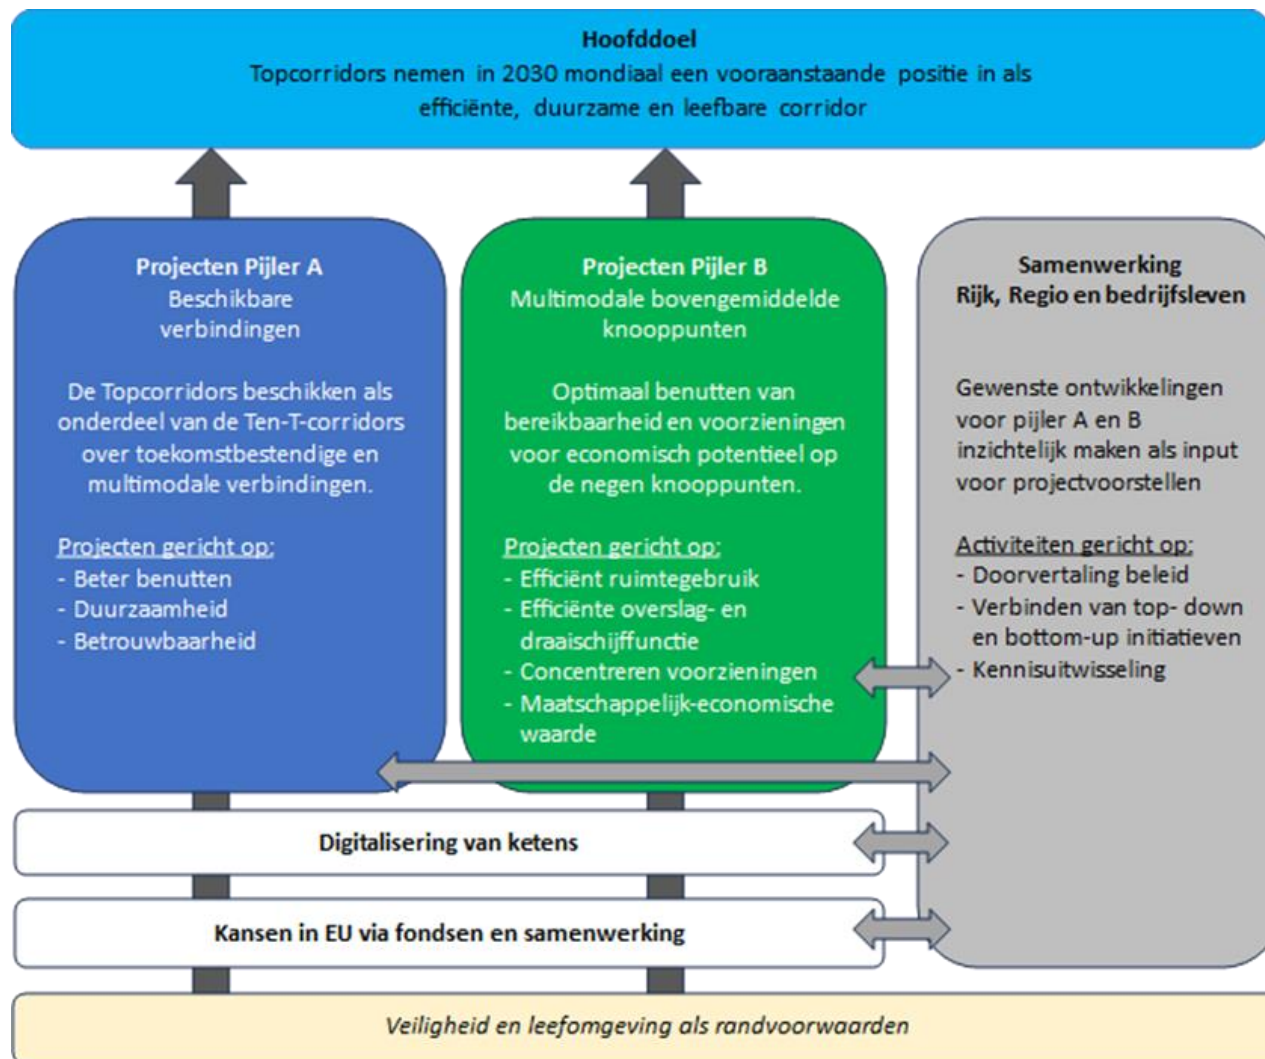 Hoofddoel
Topcorridors nemen in 2030 mondiaal een vooraanstaande positie in als
efficiënte, duurzame en leefbare corridor
Projecten Pijler A
Beschikbare
verbindingen
De Topcorridors beschikken als
onderdeel van de Ten-T-corridors
over toekomstbestendige en
multimodale verbindingen.
Projecten gericht op:
- Beter benutten
- Duurzaamheid
- Betrouwbaarheid
Projecten Pijler B
Multimodale bovengemiddelde
knooppunten
Optimaal benutten van
bereikbaarheid en voorzieningen
voor economisch potentieel op
de negen knooppunten.
Projecten gericht op:
- Efficiënt ruimtegebruik
- Efficiënte overslag- en
draaischijffunctie
- Concentreren voorzieningen
- Maatschappelijk-economische
waarde
Samenwerking
Rijk, Regio en bedrijfsleven
Gewenste ontwikkelingen
voor pijler A en B
inzichtelijk maken als input
voor projectvoorstellen
Activiteiten gericht op:
- Doorvertaling beleid
- Verbinden van top- down
en bottom-up initiatieven
- Kennisuitwisseling
Digitalisering van ketens
Kansen in EU via fondsen en samenwerking
Veiligheid en leefomgeving als randvoorwaarden